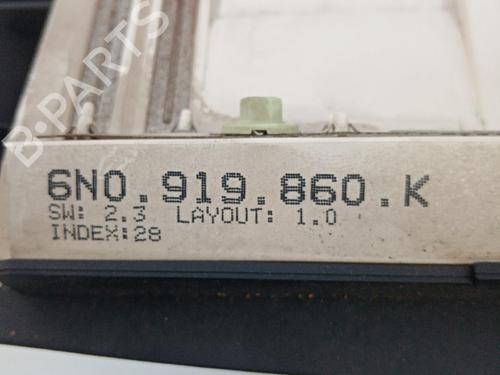 B-PARTS
6N0.919.860.K
SW: 2.3 LAYOUT: 1.0
INDEX:28